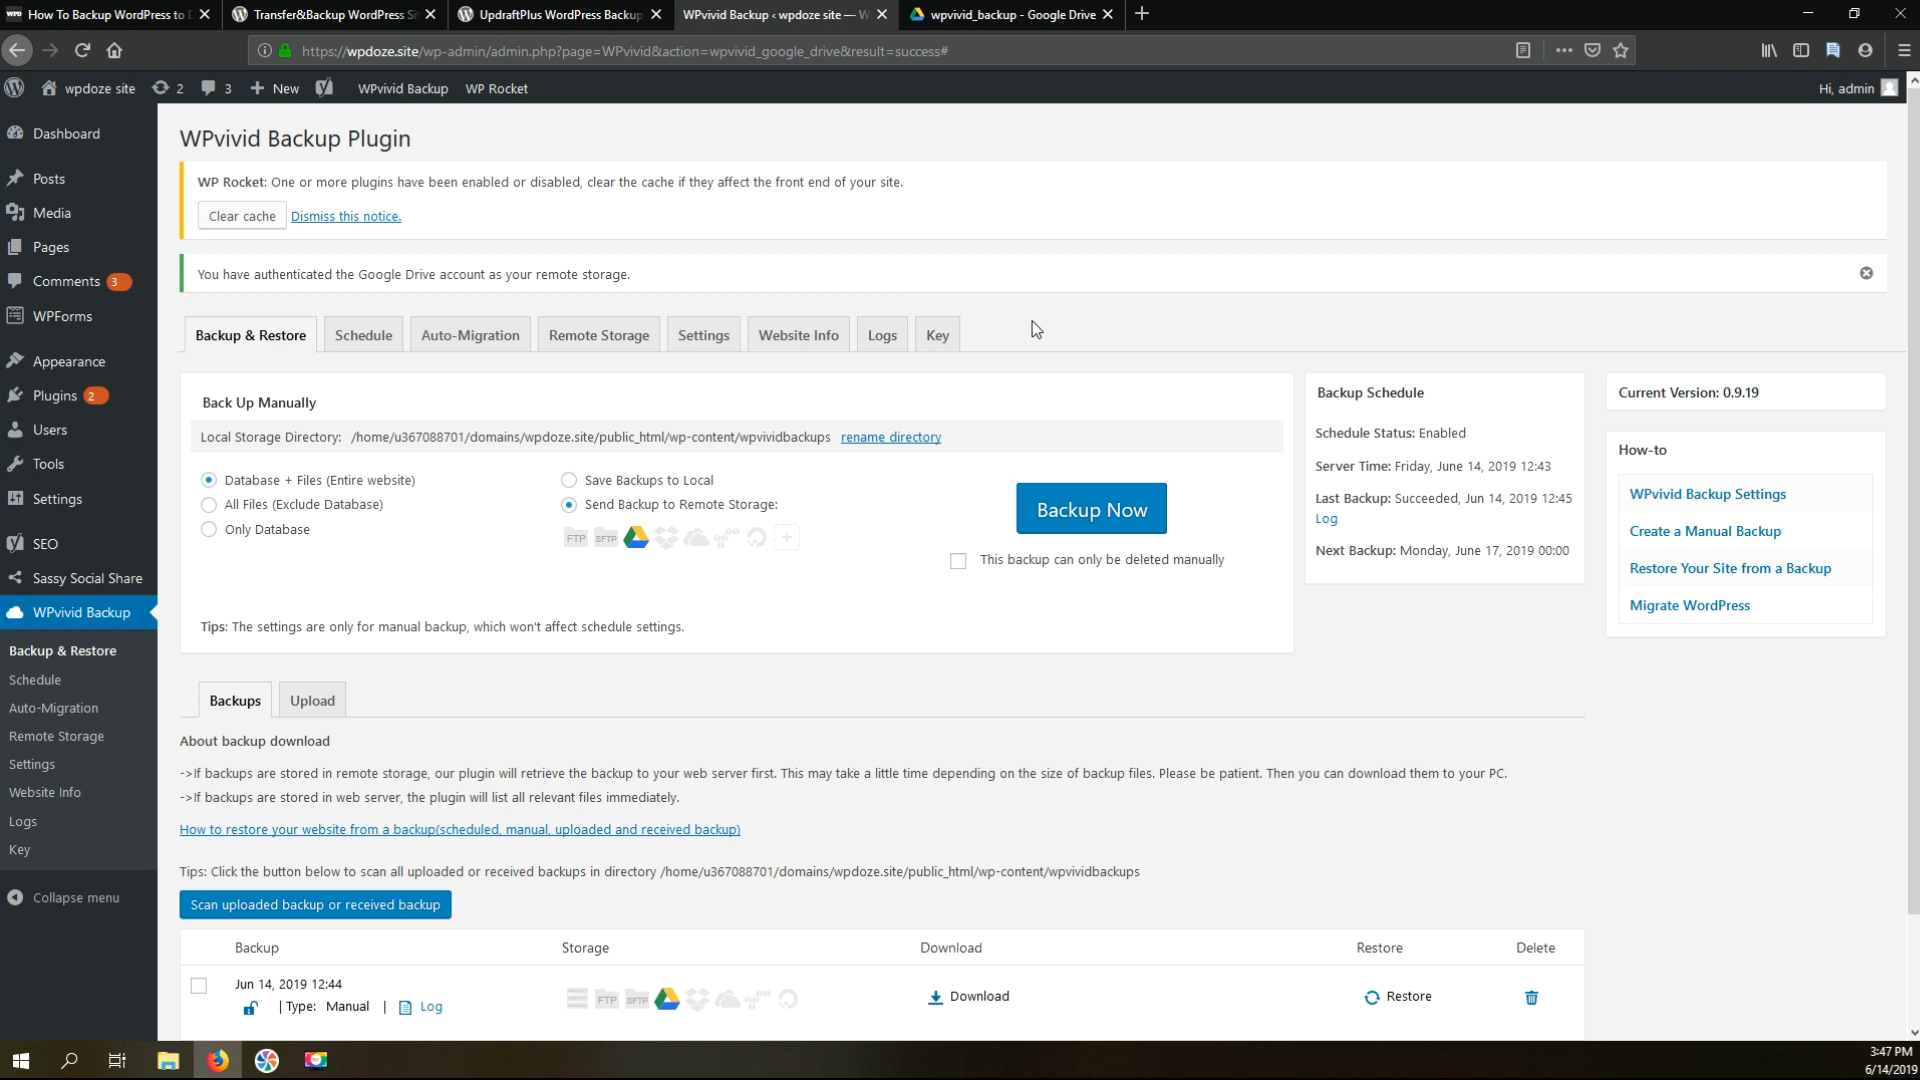 How To Backup WordPress to D
Transfer&Backup WordPress Si
UpdraftPlus WordPress Backup
WPvivid Backup ‹ wpdoze site — W
wpvivid_backup - Google Drive
https://wpdoze.site/wp-admin/admin.php?page=WPvivid&action=wpvivid_google_drive&result=success#
wpdoze site 2 3 New WPvivid Backup WP Rocket Hi, admin
Dashboard
Posts
Media
Pages
Comments 3
WPForms
Appearance
Plugins 2
Users
Tools
Settings
SEO
Sassy Social Share
WPvivid Backup
Backup & Restore
Schedule
Auto-Migration
Remote Storage
Settings
Website Info
Logs
Key
Collapse menu
WPvivid Backup Plugin
WP Rocket: One or more plugins have been enabled or disabled, clear the cache if they affect the front end of your site.
Clear cache Dismiss this notice.
You have authenticated the Google Drive account as your remote storage.
Backup & Restore Schedule Auto-Migration Remote Storage Settings Website Info Logs Key
Back Up Manually
Local Storage Directory: /home/u367088701/domains/wpdoze.site/public_html/wp-content/wpvividbackups rename directory
Database + Files (Entire website)
All Files (Exclude Database)
Only Database
Save Backups to Local
Send Backup to Remote Storage:
FTP SFTP
Backup Now
This backup can only be deleted manually
Tips: The settings are only for manual backup, which won't affect schedule settings.
Backup Schedule
Schedule Status: Enabled
Server Time: Friday, June 14, 2019 12:43
Last Backup: Succeeded, Jun 14, 2019 12:45
Log
Next Backup: Monday, June 17, 2019 00:00
Current Version: 0.9.19
How-to
WPvivid Backup Settings
Create a Manual Backup
Restore Your Site from a Backup
Migrate WordPress
Backups Upload
About backup download
->If backups are stored in remote storage, our plugin will retrieve the backup to your web server first. This may take a little time depending on the size of backup files. Please be patient. Then you can download them to your PC.
->If backups are stored in web server, the plugin will list all relevant files immediately.
How to restore your website from a backup(scheduled, manual, uploaded and received backup)
Tips: Click the button below to scan all uploaded or received backups in directory /home/u367088701/domains/wpdoze.site/public_html/wp-content/wpvividbackups
Scan uploaded backup or received backup
Backup Storage Download Restore Delete
Jun 14, 2019 12:44
| Type: Manual | Log
FTP SFTP
Download
Restore
3:47 PM
6/14/2019